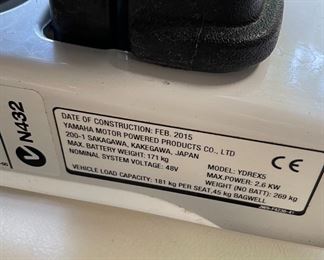 N432
DATE OF CONSTRUCTION: FEB. 2015
YAMAHA MOTOR POWERED PRODUCTS CO., LTD
200-1 SAKAGAWA, KAKEGAWA, JAPAN
MAX. BATTERY WEIGHT: 171 kg
NOMINAL SYSTEM VOLTAGE: 48V
CE
MODEL: YDREX5
MAX.POWER: 2.6 KW
WEIGHT (NO BATT): 269 kg
VEHICLE LOAD CAPACITY: 181 kg PER SEAT,45 kg BAGWELL